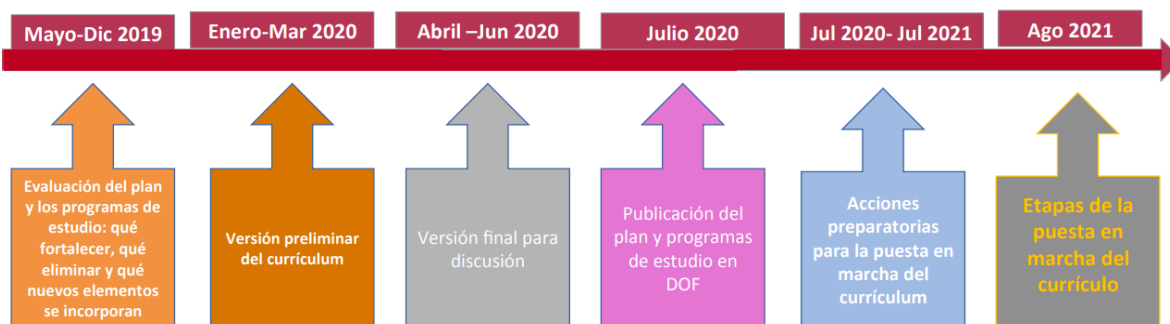 Mayo-Dic 2019
Enero-Mar 2020
Abril –Jun 2020
Julio 2020
Jul 2020- Jul 2021
Ago 2021
Evaluación del plan
y los programas de
estudio: qué
fortalecer, qué
eliminar y qué
nuevos elementos
se incorporan
Versión preliminar
del currículum
Versión final para
discusión
Publicación del
plan y programas
de estudio en
DOF
Acciones
preparatorias
para la puesta en
marcha del
currículum
Etapas de la
puesta en
marcha del
currículo